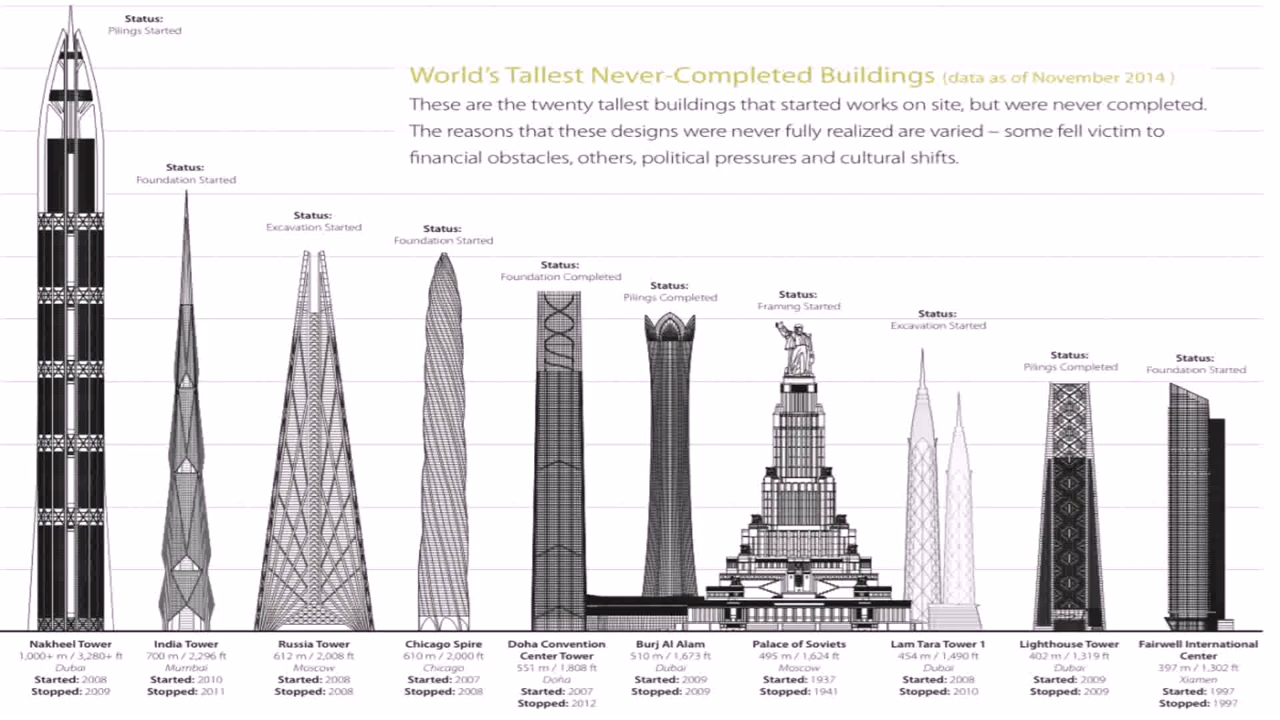 World's Tallest Never-Completed Buildings (data as of November 2014 )
These are the twenty tallest buildings that started works on site, but were never completed.
The reasons that these designs were never fully realized are varied – some fell victim to
financial obstacles, others, political pressures and cultural shifts.
Status:
Pilings Started
Status:
Foundation Started
Status:
Excavation Started
Status:
Foundation Started
Status:
Foundation Completed
Status:
Pilings Completed
Status:
Framing Started
Status:
Excavation Started
Status:
Pilings Completed
Status:
Foundation Started
Nakheel Tower
1,000+ m / 3,280+ ft
Dubai
Started: 2008
Stopped: 2009
India Tower
700 m / 2,296 ft
Mumbai
Started: 2010
Stopped: 2011
Russia Tower
612 m / 2,008 ft
Moscow
Started: 2008
Stopped: 2008
Chicago Spire
610 m / 2,000 ft
Chicago
Started: 2007
Stopped: 2008
Doha Convention
Center Tower
551 m / 1,808 ft
Doha
Started: 2007
Stopped: 2012
Burj Al Alam
510 m / 1,673 ft
Dubai
Started: 2009
Stopped: 2009
Palace of Soviets
495 m / 1,624 ft
Moscow
Started: 1937
Stopped: 1941
Lam Tara Tower 1
454 m / 1,490 ft
Dubai
Started: 2008
Stopped: 2010
Lighthouse Tower
402 m / 1,319 ft
Dubai
Started: 2009
Stopped: 2009
Fairwell International
Center
397 m / 1,302 ft
Xiamen
Started: 1997
Stopped: 1997